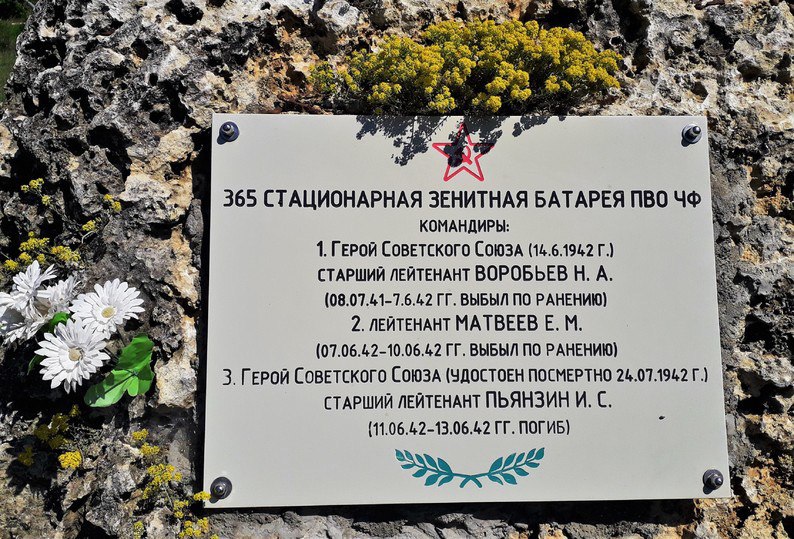 365 СТАЦИОНАРНАЯ ЗЕНИТНАЯ БАТАРЕЯ ПВО ЧФ
КОМАНДИРЫ:
1. ГЕРОЙ СОВЕТСКОГО СОЮЗА (14.6.1942 Г.)
СТАРШИЙ ЛЕЙТЕНАНТ ВОРОБЬЕВ Н. А.
(08.07.41-7.6.42 ГГ. ВЫБЫЛ ПО РАНЕНИЮ)
2. ЛЕЙТЕНАНТ МАТВЕЕВ Е. М.
(07.06.42-10.06.42 ГГ. ВЫБЫЛ ПО РАНЕНИЮ)
3. ГЕРОЙ СОВЕТСКОГО СОЮЗА (УДОСТОЕН ПОСМЕРТНО 24.07.1942 Г.)
СТАРШИЙ ЛЕЙТЕНАНТ ПЬЯНЗИН И. С.
(11.06.42-13.06.42 ГГ. ПОГИБ)